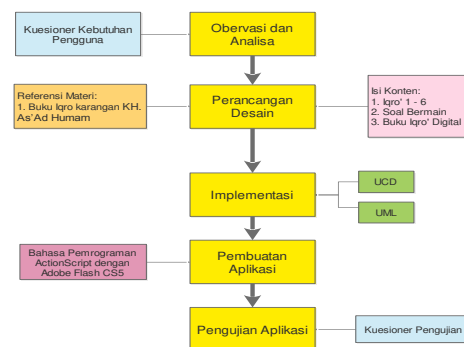 Kuesioner Kebutuhan
Pengguna
Obervasi dan
Analisa
Referensi Materi:
1. Buku Iqro karangan KH.
As'Ad Humam
Perancangan
Desain
Isi Konten:
1. Iqro' 1 - 6
2. Soal Bermain
3. Buku Iqro' Digital
Implementasi
UCD
UML
Bahasa Pemrograman
ActionScript dengan
Adobe Flash CS5
Pembuatan
Aplikasi
Pengujian Aplikasi
Kuesioner Pengujian